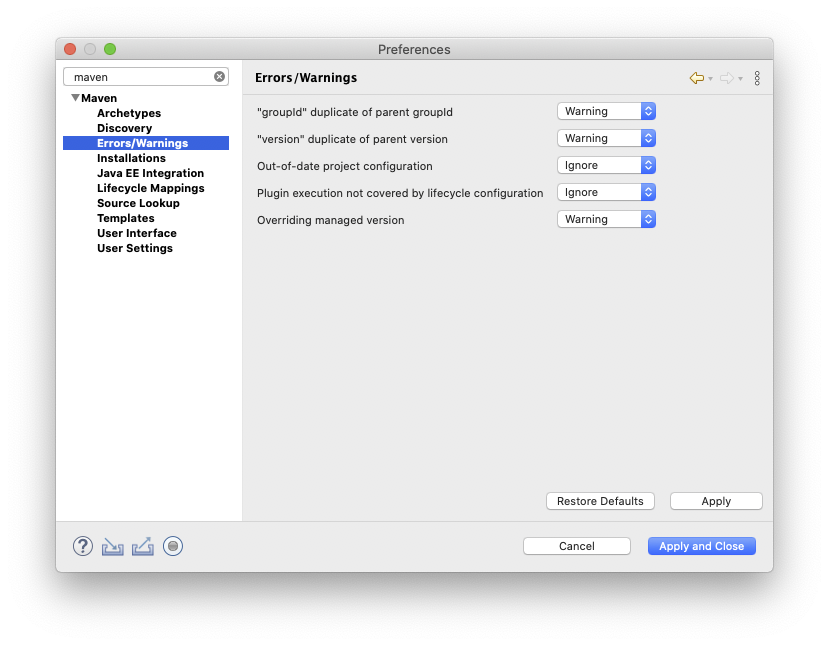 Preferences
maven
Maven
Archetypes
Discovery
Errors/Warnings
Installations
Java EE Integration
Lifecycle Mappings
Source Lookup
Templates
User Interface
User Settings
Errors/Warnings
"groupId" duplicate of parent groupId Warning
"version" duplicate of parent version Warning
Out-of-date project configuration Ignore
Plugin execution not covered by lifecycle configuration Ignore
Overriding managed version Warning
Restore Defaults Apply
? Cancel Apply and Close